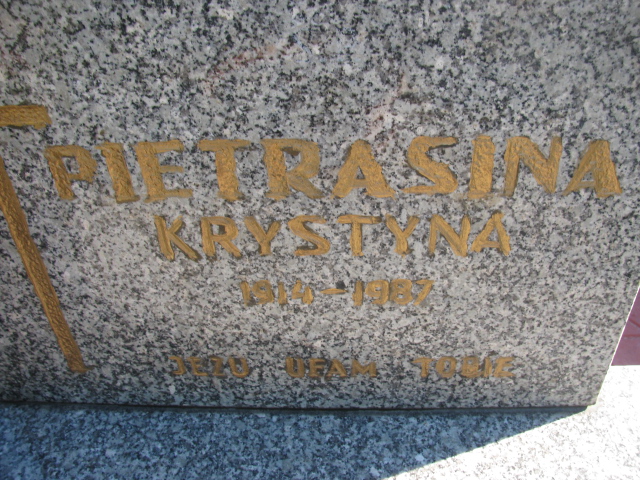 PIETRASINA
KRYSTYNA
1914-1987
JEZU UFAM TOBIE